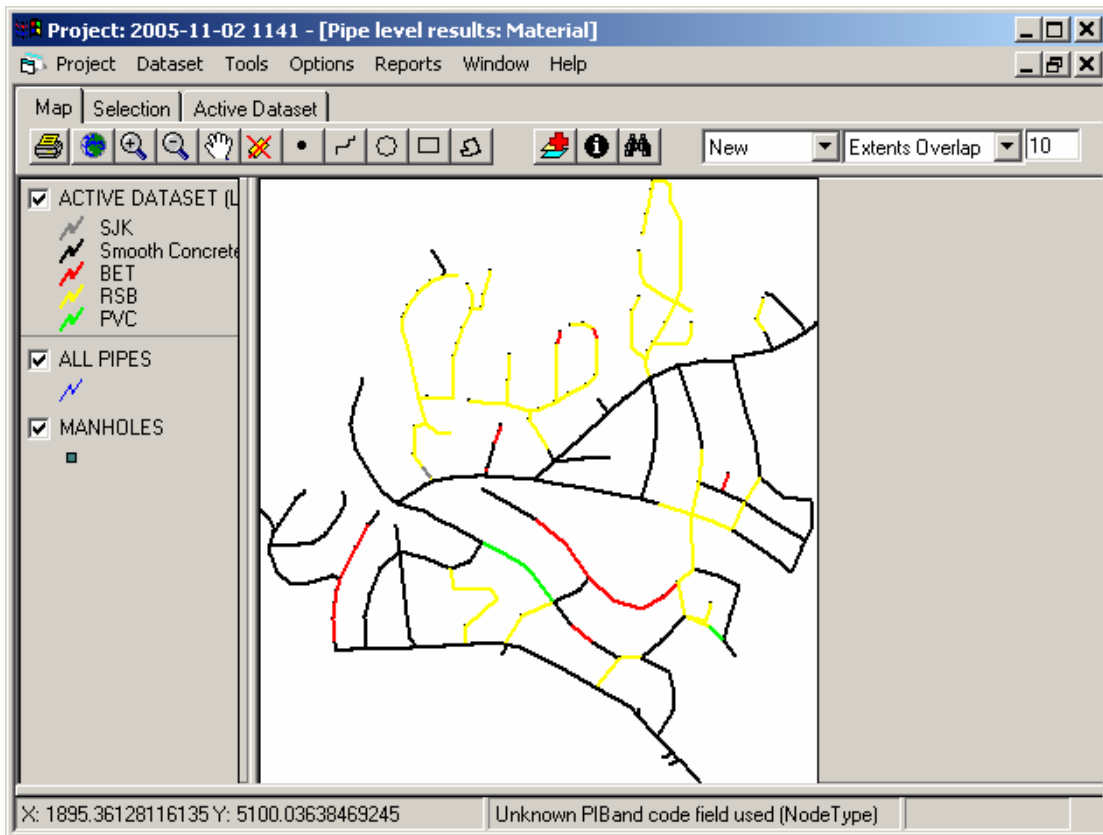 Project: 2005-11-02 1141 - [Pipe level results: Material]
Project Dataset Tools Options Reports Window Help
Map Selection Active Dataset
New Extents Overlap 10
ACTIVE DATASET (L
SJK
Smooth Concrete
BET
RSB
PVC
ALL PIPES
MANHOLES
X: 1895.36128116135 Y: 5100.03638469245 Unknown PIBand code field used (NodeType)